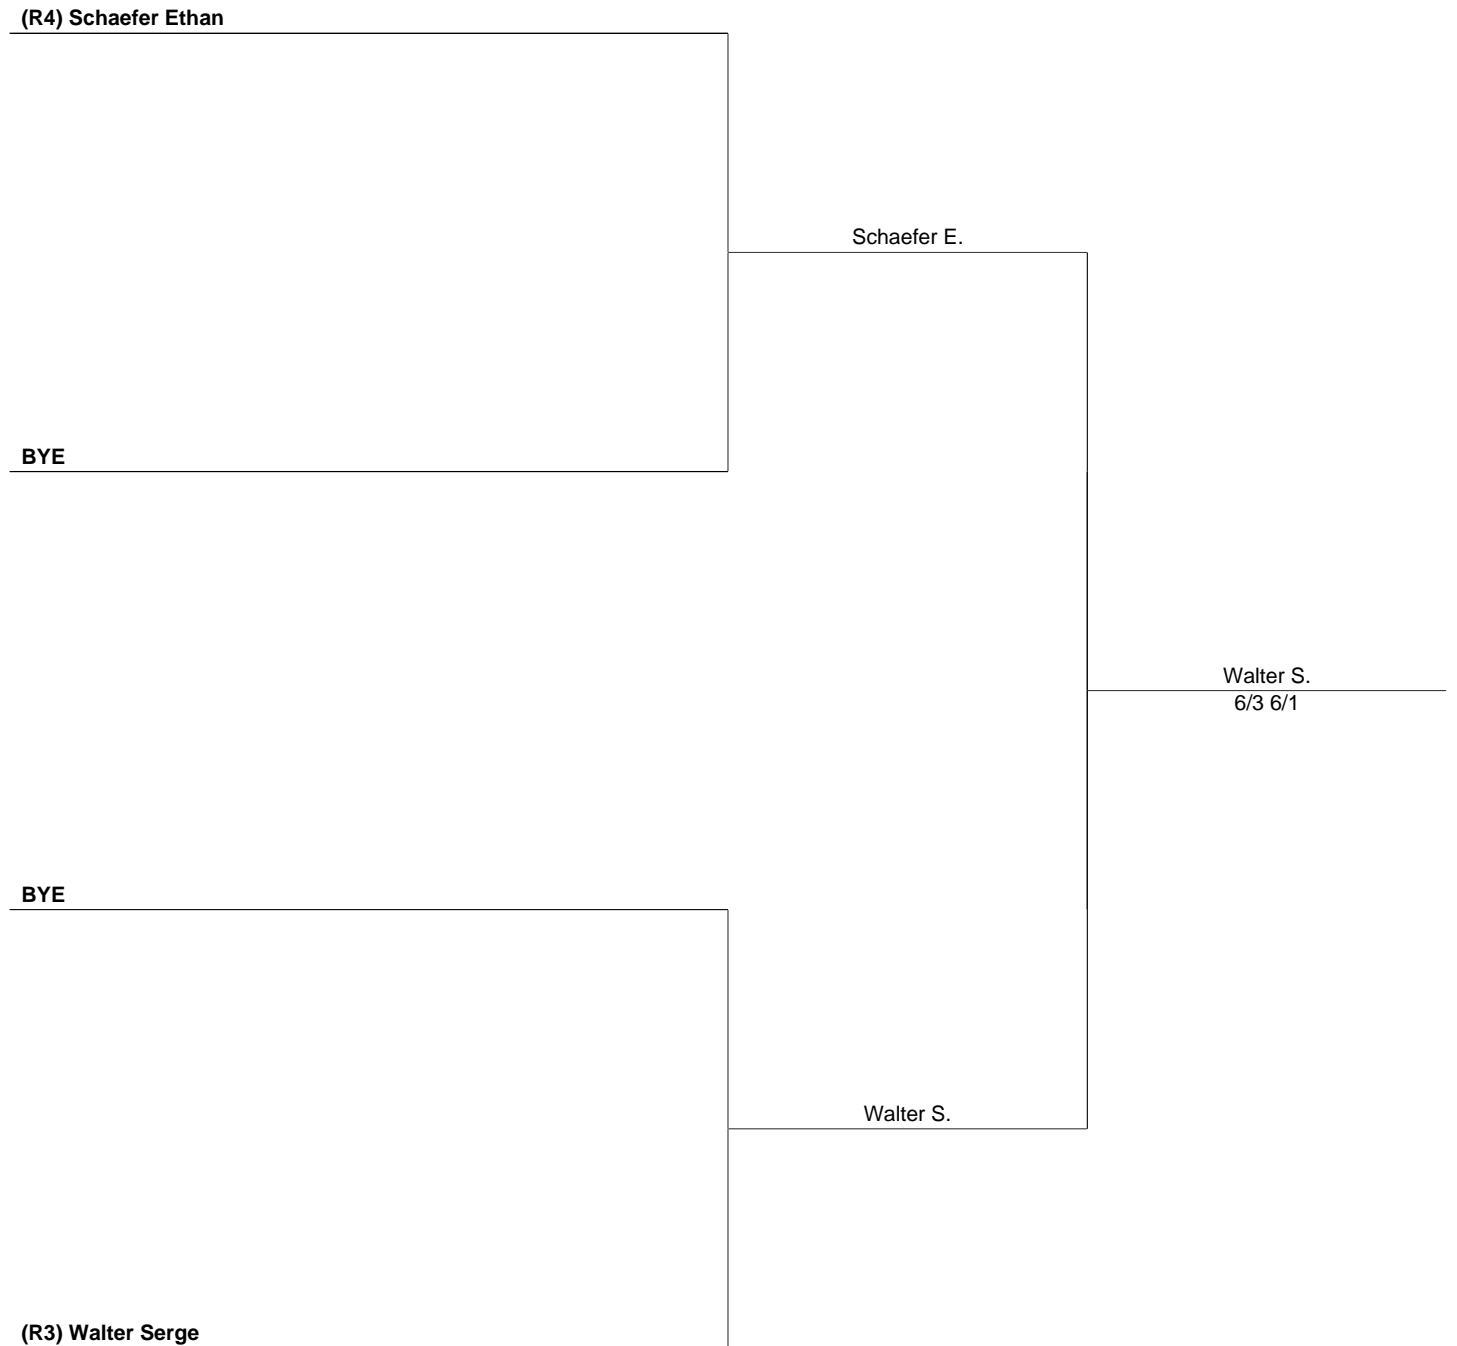 (R4) Schaefer Ethan
Schaefer E.
BYE
Walter S.
6/3 6/1
BYE
Walter S.
(R3) Walter Serge